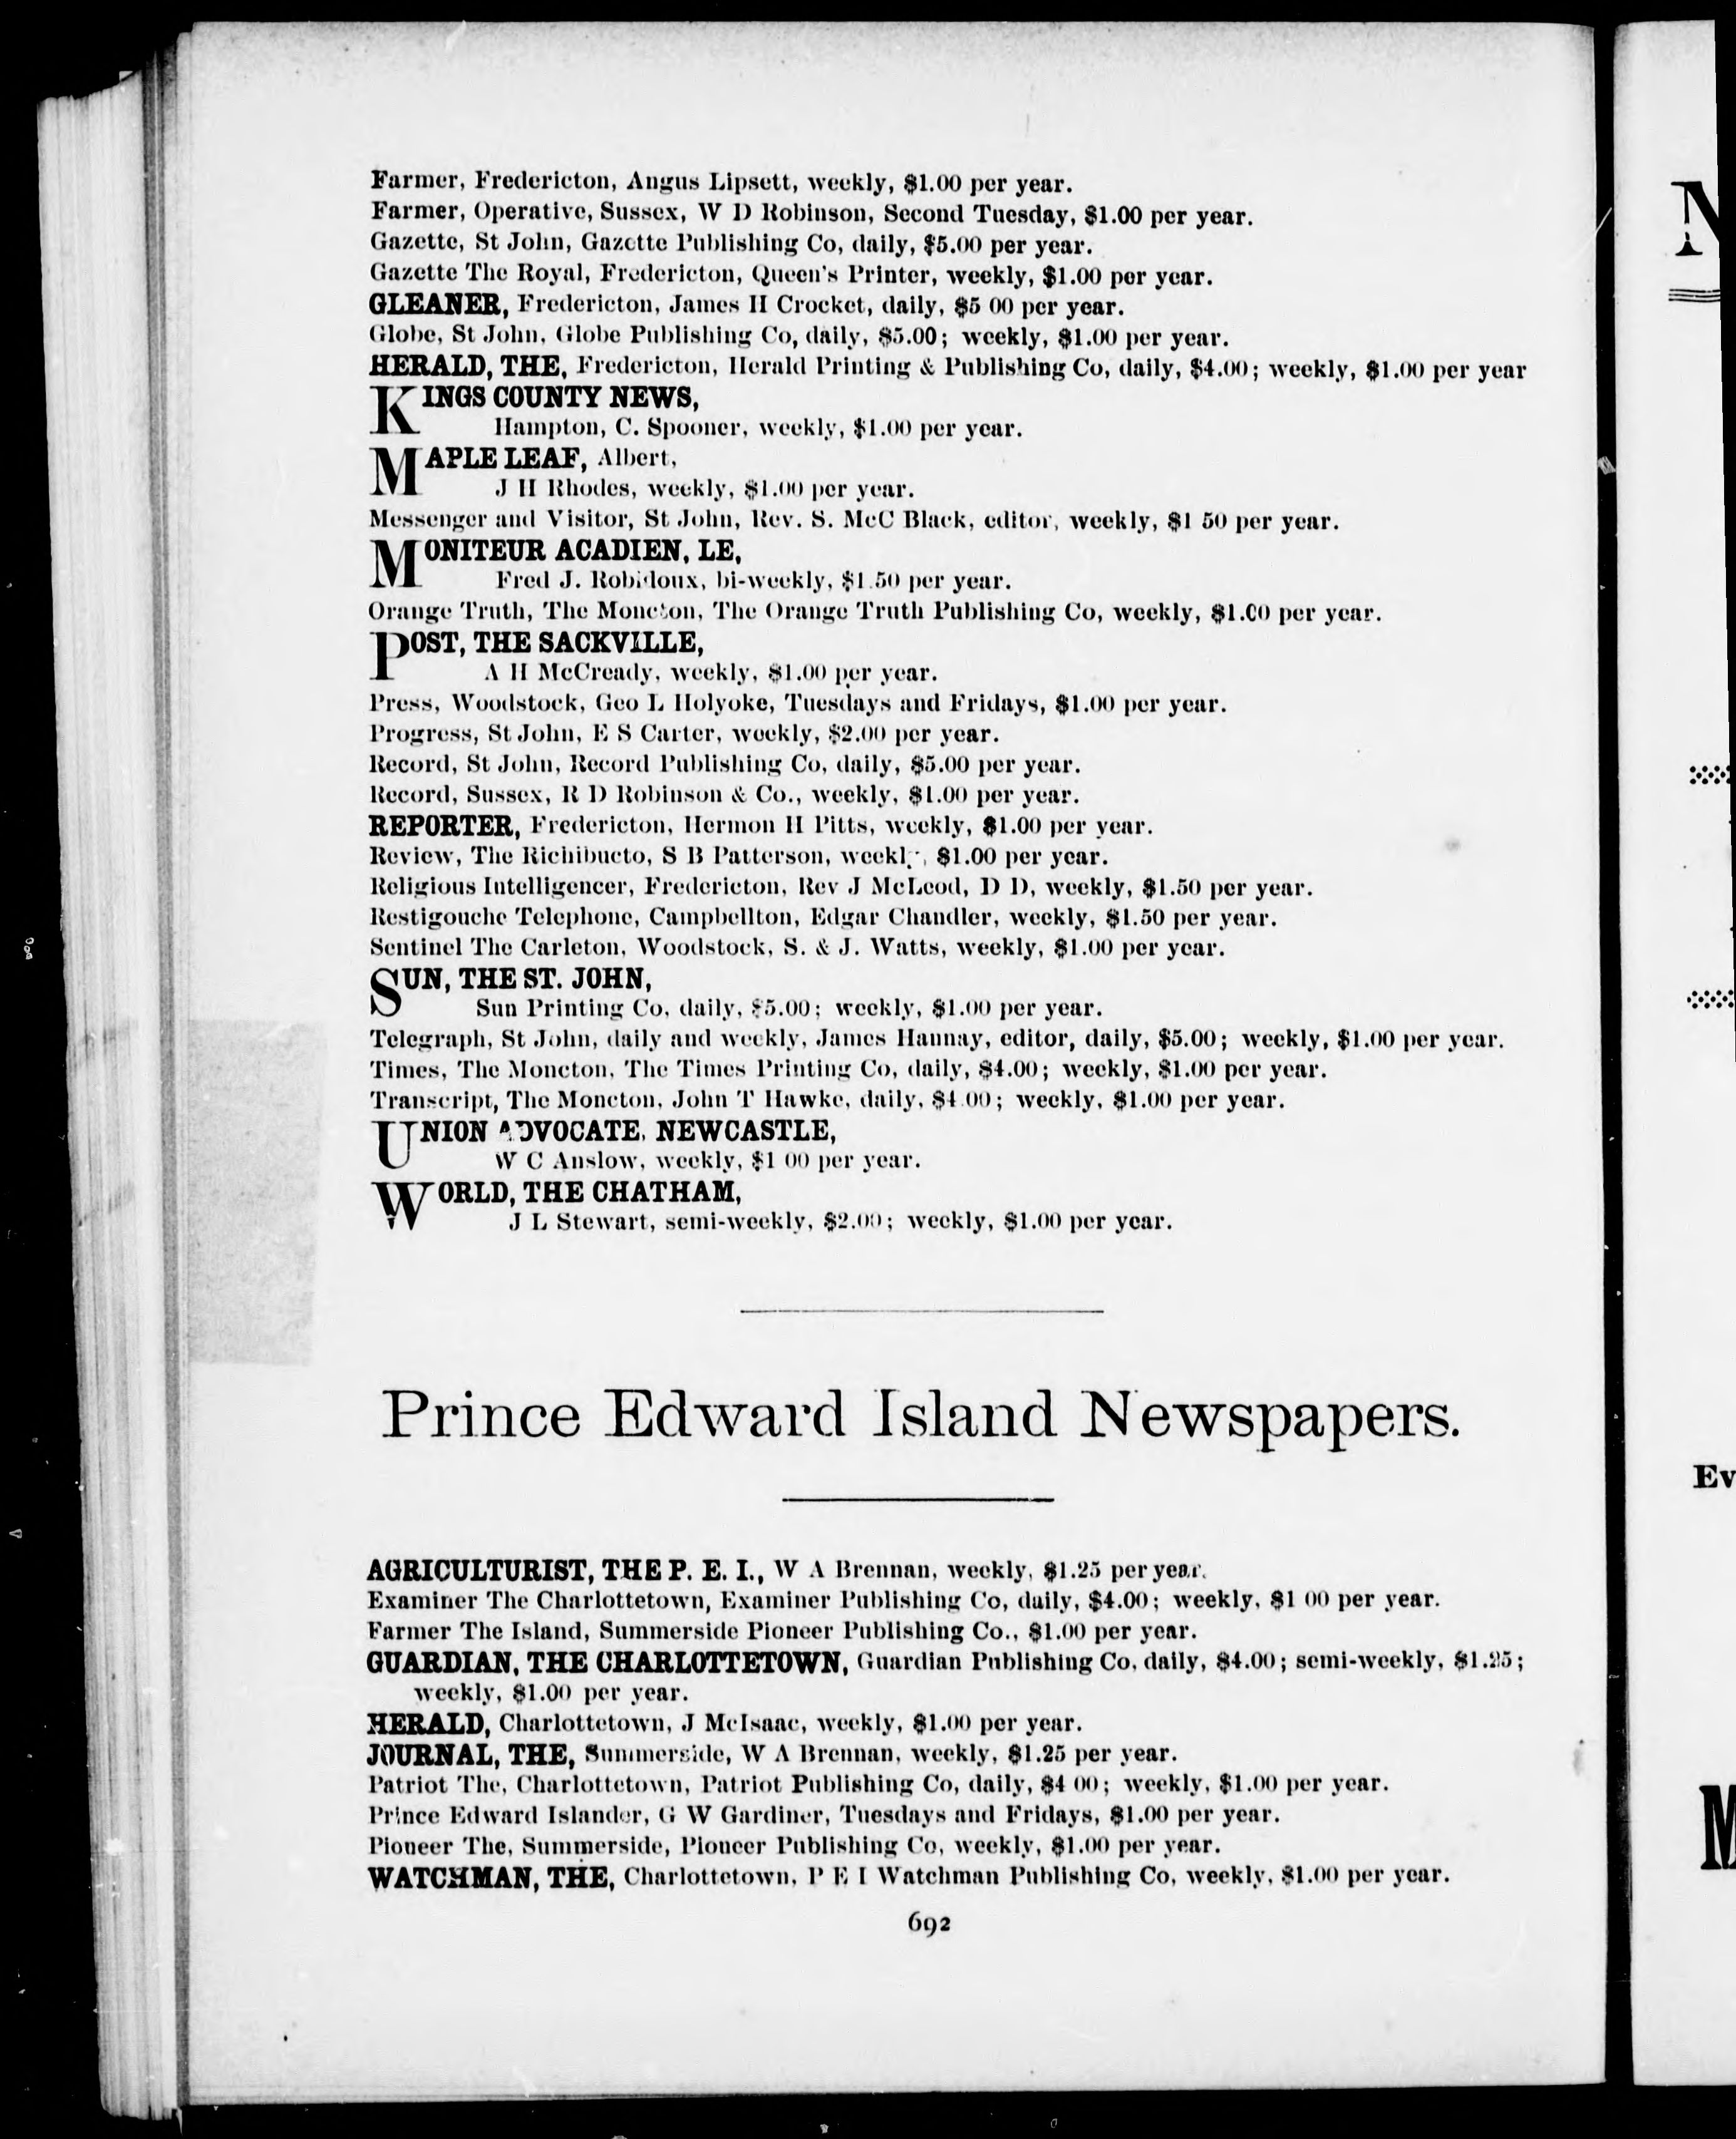 Farmer, Fredericton, Angus Lipsett, weekly, $1.00 per year.
Farmer, Operative, Sussex, W D Robinson, Second Tuesday, $1.00 per year.
Gazette, St John, Gazette Publishing Co, daily, $5.00 per year.
Gazette The Royal, Fredericton, Queen's Printer, weekly, $1.00 per year.
GLEANER, Fredericton, James H Crocket, daily, $5 00 per year.
Globe, St John, Globe Publishing Co, daily, $5.00; weekly, $1.00 per year.
HERALD, THE, Fredericton, Herald Printing & Publishing Co, daily, $4.00; weekly, $1.00 per year
KINGS COUNTY NEWS,
Hampton, C. Spooner, weekly, $1.00 per year.
MAPLE LEAF, Albert,
J H Rhodes, weekly, $1.00 per year.
Messenger and Visitor, St John, Rev. S. McC Black, editor, weekly, $1 50 per year.
MONITEUR ACADIEN, LE,
Fred J. Robidoux, bi-weekly, $1.50 per year.
Orange Truth, The Moncton, The Orange Truth Publishing Co, weekly, $1.00 per year.
POST, THE SACKVILLE,
A H McCready, weekly, $1.00 per year.
Press, Woodstock, Geo L Holyoke, Tuesdays and Fridays, $1.00 per year.
Progress, St John, E S Carter, weekly, $2.00 per year.
Record, St John, Record Publishing Co, daily, $5.00 per year.
Record, Sussex, R D Robinson & Co., weekly, $1.00 per year.
REPORTER, Fredericton, Hermon H Pitts, weekly, $1.00 per year.
Review, The Richibucto, S B Patterson, weekly, $1.00 per year.
Religious Intelligencer, Fredericton, Rev J McLeod, D D, weekly, $1.50 per year.
Restigouche Telephone, Campbellton, Edgar Chandler, weekly, $1.50 per year.
Sentinel The Carleton, Woodstock, S. & J. Watts, weekly, $1.00 per year.
SUN, THE ST. JOHN,
Sun Printing Co, daily, $5.00; weekly, $1.00 per year.
Telegraph, St John, daily and weekly, James Hannay, editor, daily, $5.00; weekly, $1.00 per year.
Times, The Moncton, The Times Printing Co, daily, $4.00; weekly, $1.00 per year.
Transcript, The Moncton, John T Hawke, daily, $4.00; weekly, $1.00 per year.
UNION ADVOCATE, NEWCASTLE,
W C Anslow, weekly, $1 00 per year.
WORLD, THE CHATHAM,
J L Stewart, semi-weekly, $2.00; weekly, $1.00 per year.
Prince Edward Island Newspapers.
AGRICULTURIST, THE P. E. I., W A Brennan, weekly, $1.25 per year.
Examiner The Charlottetown, Examiner Publishing Co, daily, $4.00; weekly, $1 00 per year.
Farmer The Island, Summerside Pioneer Publishing Co., $1.00 per year.
GUARDIAN, THE CHARLOTTETOWN, Guardian Publishing Co, daily, $4.00; semi-weekly, $1.25;
weekly, $1.00 per year.
HERALD, Charlottetown, J McIsaac, weekly, $1.00 per year.
JOURNAL, THE, Summerside, W A Brennan, weekly, $1.25 per year.
Patriot The, Charlottetown, Patriot Publishing Co, daily, $4 00; weekly, $1.00 per year.
Prince Edward Islander, G W Gardiner, Tuesdays and Fridays, $1.00 per year.
Pioneer The, Summerside, Pioneer Publishing Co, weekly, $1.00 per year.
WATCHMAN, THE, Charlottetown, P E I Watchman Publishing Co, weekly, $1.00 per year.
692
Ev